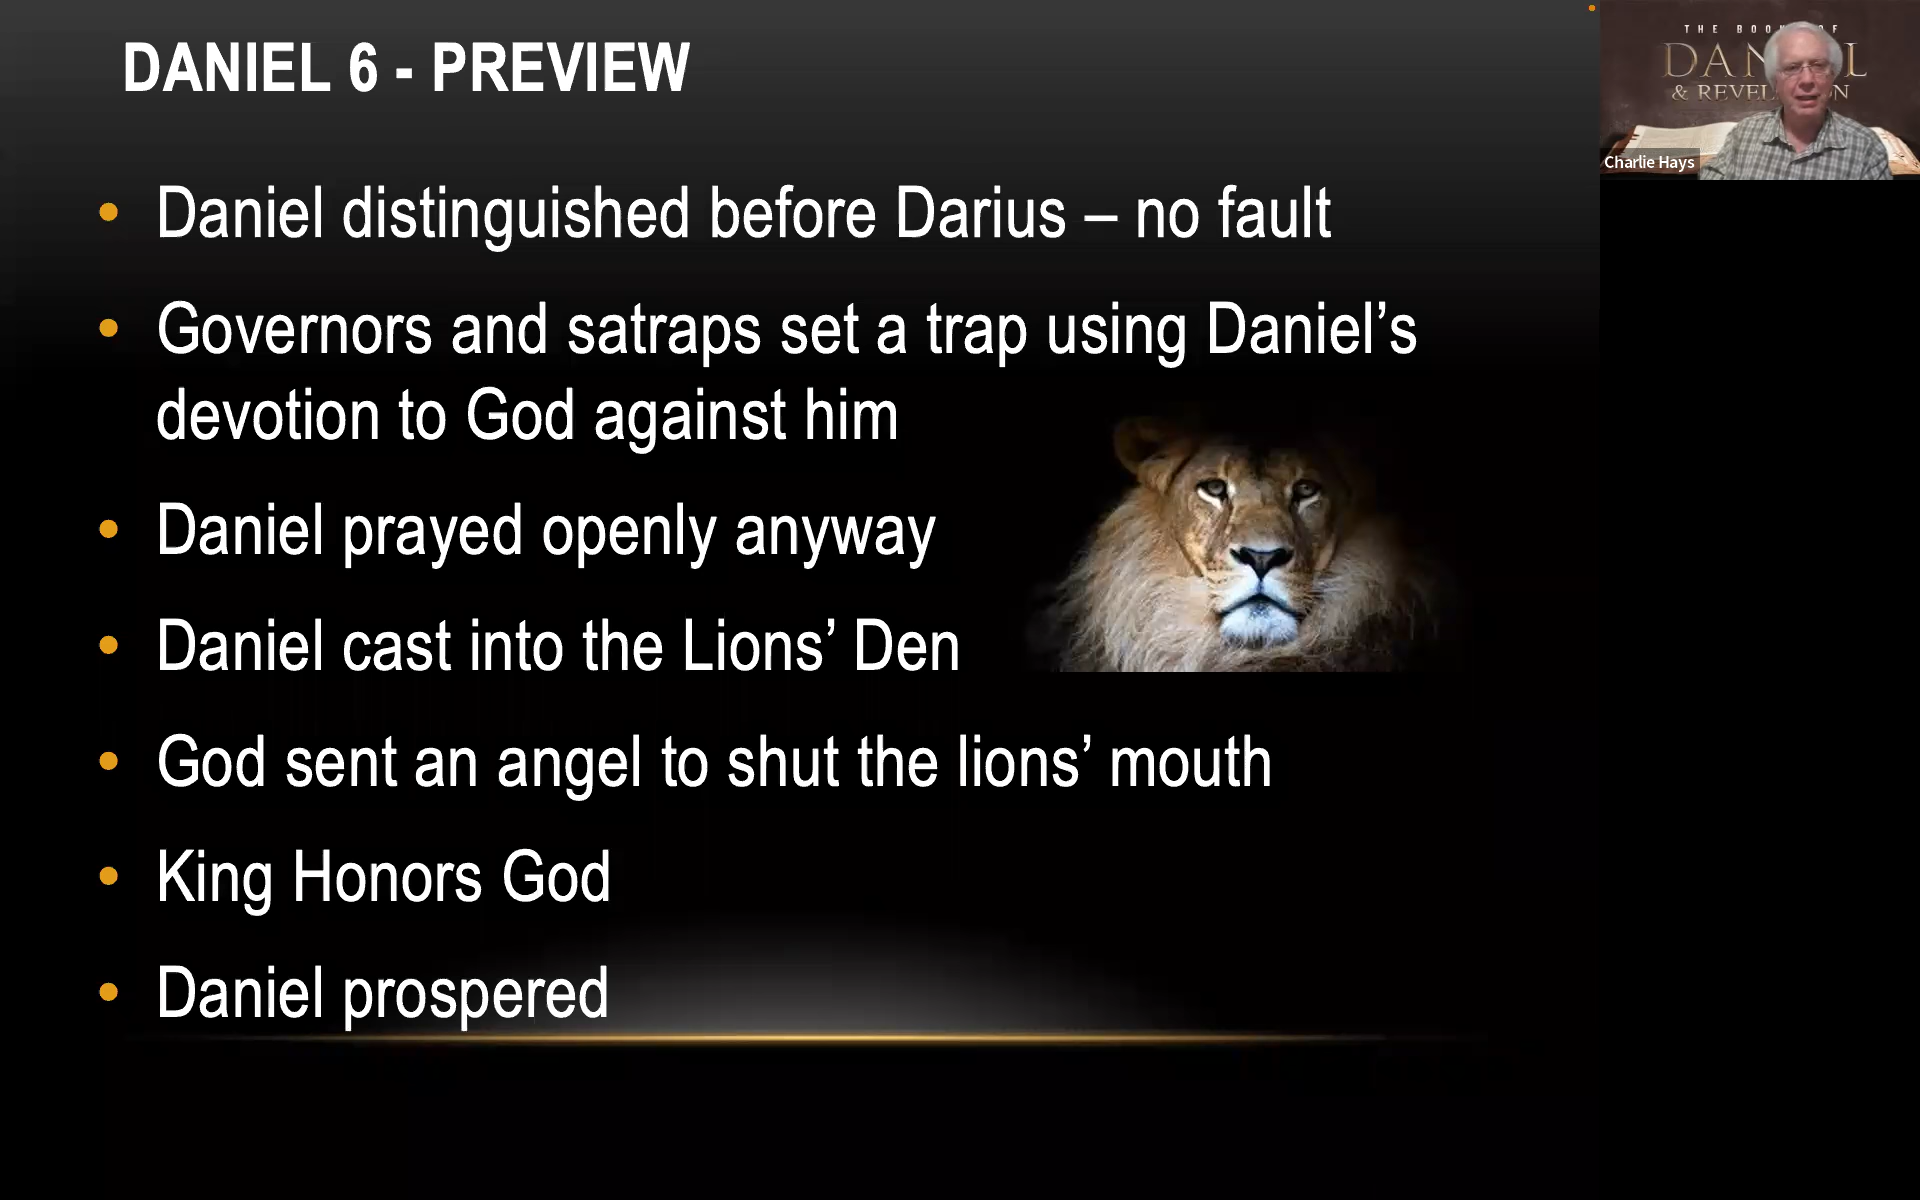 DANIEL 6 - PREVIEW
• Daniel distinguished before Darius – no fault
• Governors and satraps set a trap using Daniel’s
devotion to God against him
• Daniel prayed openly anyway
• Daniel cast into the Lions’ Den
• God sent an angel to shut the lions’ mouth
• King Honors God
• Daniel prospered
THE
&
Charlie Hays